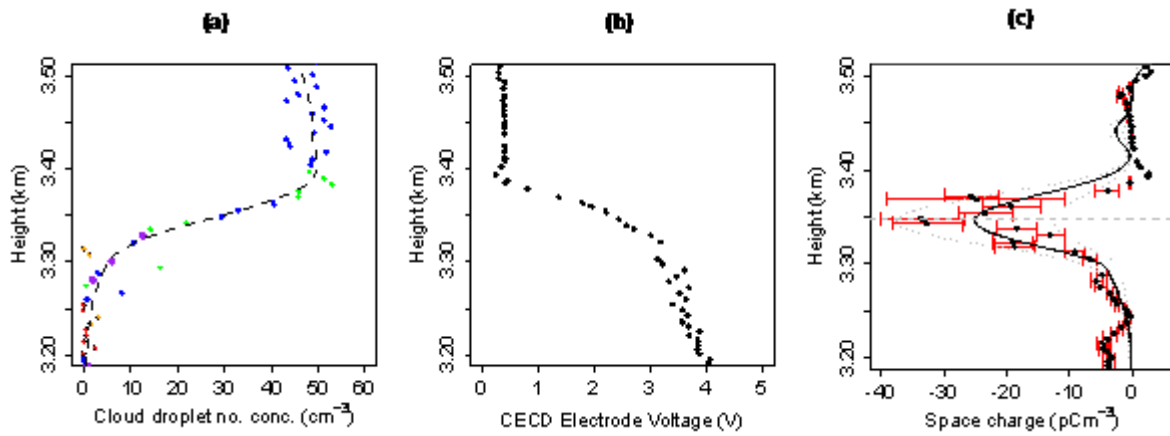 (a)
(b)
(c)
Height (km)
3.50
3.40
3.30
3.20
0 10 20 30 40 50 60
Cloud droplet no. conc. (cm⁻³)
Height (km)
3.50
3.40
3.30
3.20
0 1 2 3 4 5
CECD Electrode Voltage (V)
Height (km)
3.50
3.40
3.30
3.20
-40 -30 -20 -10 0
Space charge (pCm⁻³)